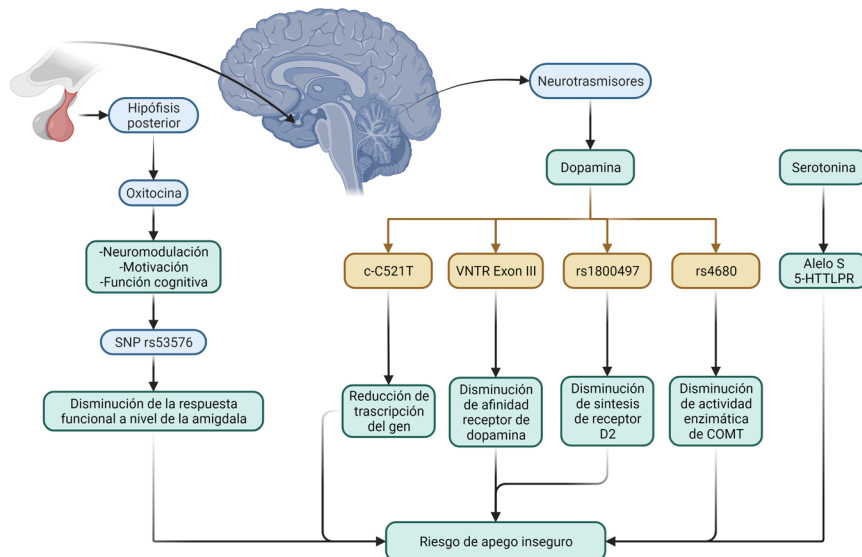 Hipófisis
posterior
Oxitocina
-Neuromodulación
-Motivación
-Función cognitiva
SNP rs53576
Disminución de la respuesta
funcional a nivel de la amigdala
Neurotrasmisores
Dopamina
Serotonina
c-C521T
VNTR Exon III
rs1800497
rs4680
Alelo S
5-HTTLPR
Reducción de
trascripción
del gen
Disminución
de afinidad
receptor de
dopamina
Disminución
de sintesis
de receptor
D2
Disminución
de actividad
enzimática
de COMT
Riesgo de apego inseguro